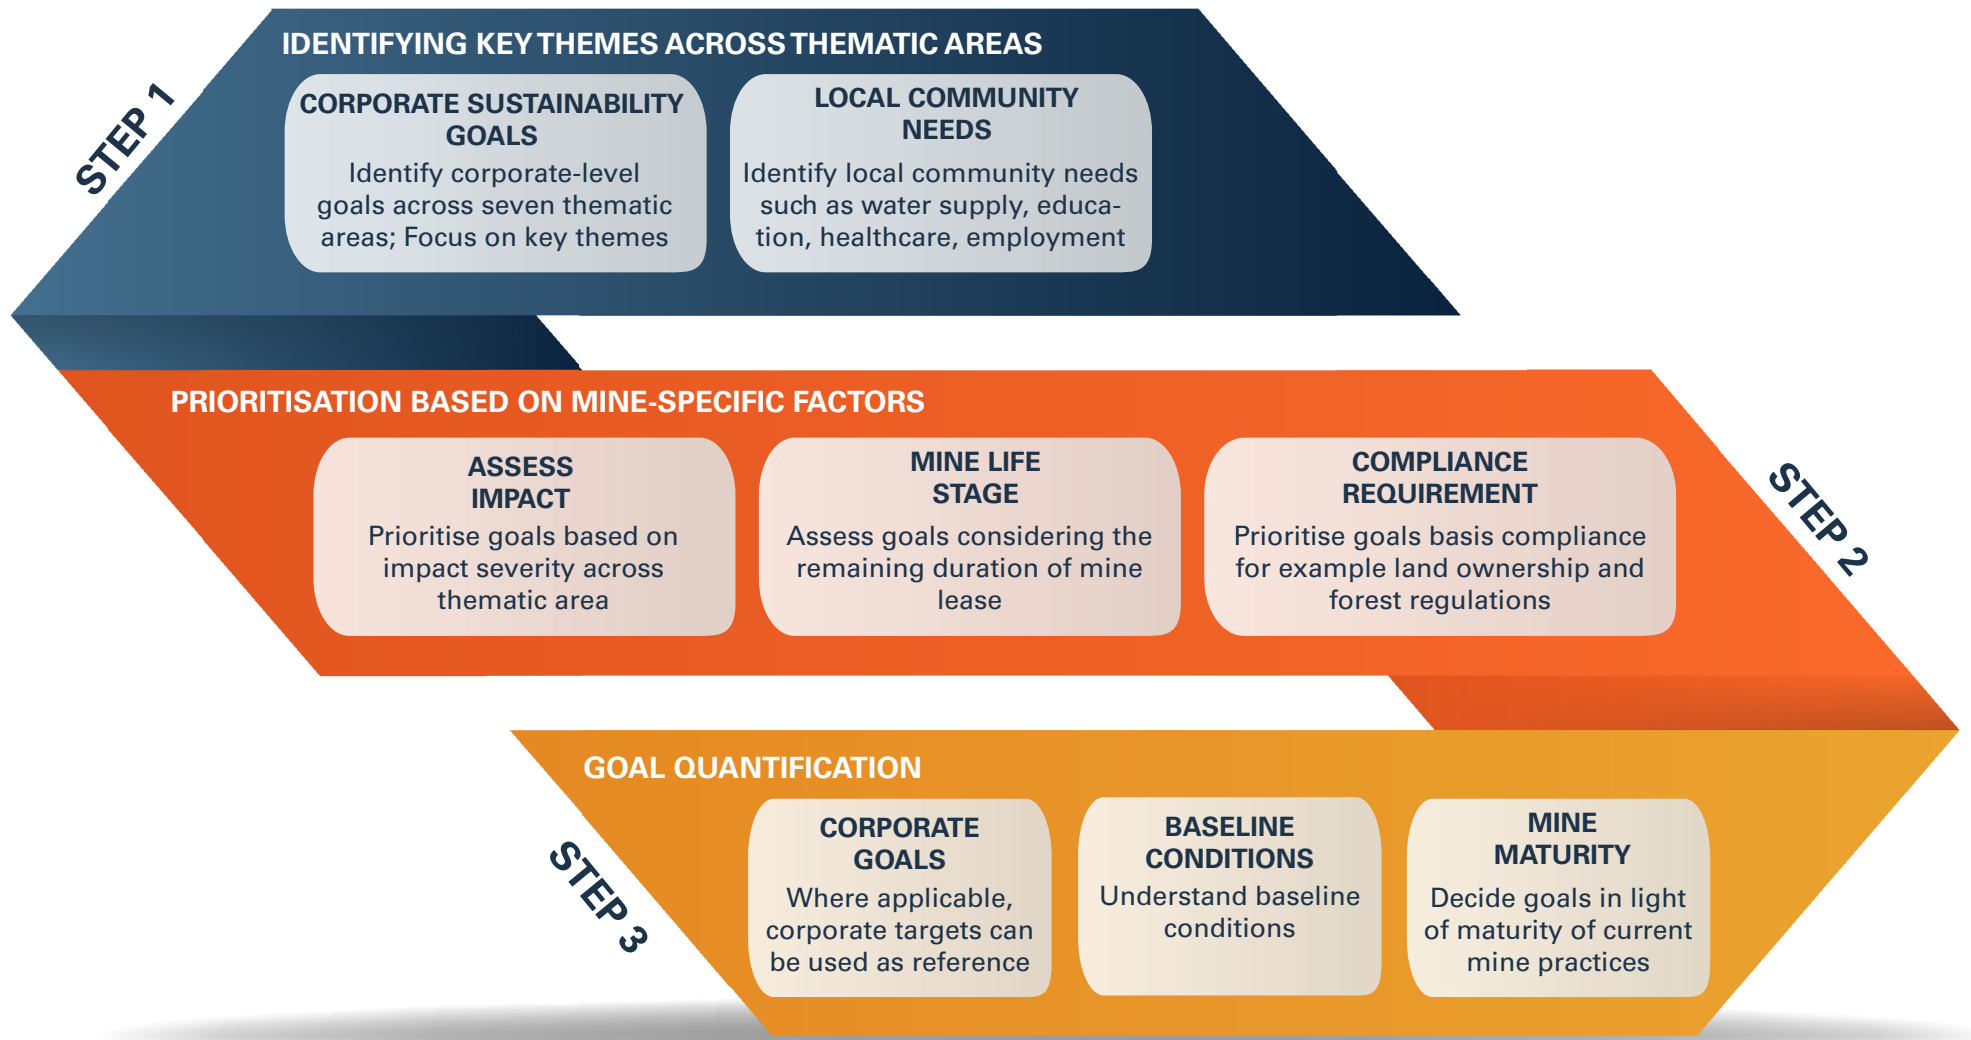 STEP 1
IDENTIFYING KEY THEMES ACROSS THEMATIC AREAS
CORPORATE SUSTAINABILITY
GOALS
Identify corporate-level
goals across seven thematic
areas; Focus on key themes
LOCAL COMMUNITY
NEEDS
Identify local community needs
such as water supply, educa-
tion, healthcare, employment
STEP 2
PRIORITISATION BASED ON MINE-SPECIFIC FACTORS
ASSESS
IMPACT
Prioritise goals based on
impact severity across
thematic area
MINE LIFE
STAGE
Assess goals considering the
remaining duration of mine
lease
COMPLIANCE
REQUIREMENT
Prioritise goals basis compliance
for example land ownership and
forest regulations
STEP 3
GOAL QUANTIFICATION
CORPORATE
GOALS
Where applicable,
corporate targets can
be used as reference
BASELINE
CONDITIONS
Understand baseline
conditions
MINE
MATURITY
Decide goals in light
of maturity of current
mine practices